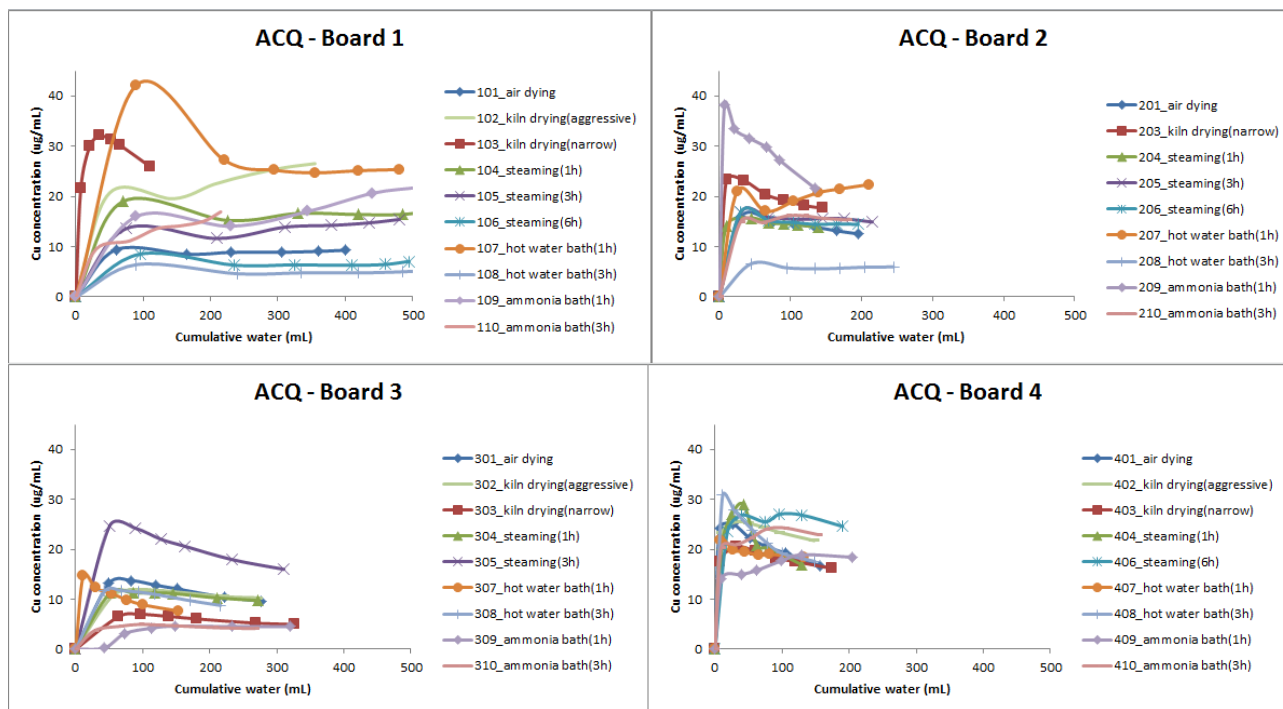 ACQ - Board 1
Cu concentration (ug/mL)
40
30
20
10
0
0 100 200 300 400 500
Cumulative water (mL)
101_air dying
102_kiln drying(aggressive)
103_kiln drying(narrow)
104_steaming(1h)
105_steaming(3h)
106_steaming(6h)
107_hot water bath(1h)
108_hot water bath(3h)
109_ammonia bath(1h)
110_ammonia bath(3h)
ACQ - Board 2
Cu concentration (ug/mL)
40
30
20
10
0
0 100 200 300 400 500
Cumulative water (mL)
201_air dying
203_kiln drying(narrow)
204_steaming(1h)
205_steaming(3h)
206_steaming(6h)
207_hot water bath(1h)
208_hot water bath(3h)
209_ammonia bath(1h)
210_ammonia bath(3h)
ACQ - Board 3
Cu concentration (ug/mL)
40
30
20
10
0
0 100 200 300 400 500
Cumulative water (mL)
301_air dying
302_kiln drying(aggressive)
303_kiln drying(narrow)
304_steaming(1h)
305_steaming(3h)
307_hot water bath(1h)
308_hot water bath(3h)
309_ammonia bath(1h)
310_ammonia bath(3h)
ACQ - Board 4
Cu concentration (ug/mL)
40
30
20
10
0
0 100 200 300 400 500
Cumulative water (mL)
401_air dying
402_kiln drying(aggressive)
403_kiln drying(narrow)
404_steaming(1h)
406_steaming(6h)
407_hot water bath(1h)
408_hot water bath(3h)
409_ammonia bath(1h)
410_ammonia bath(3h)